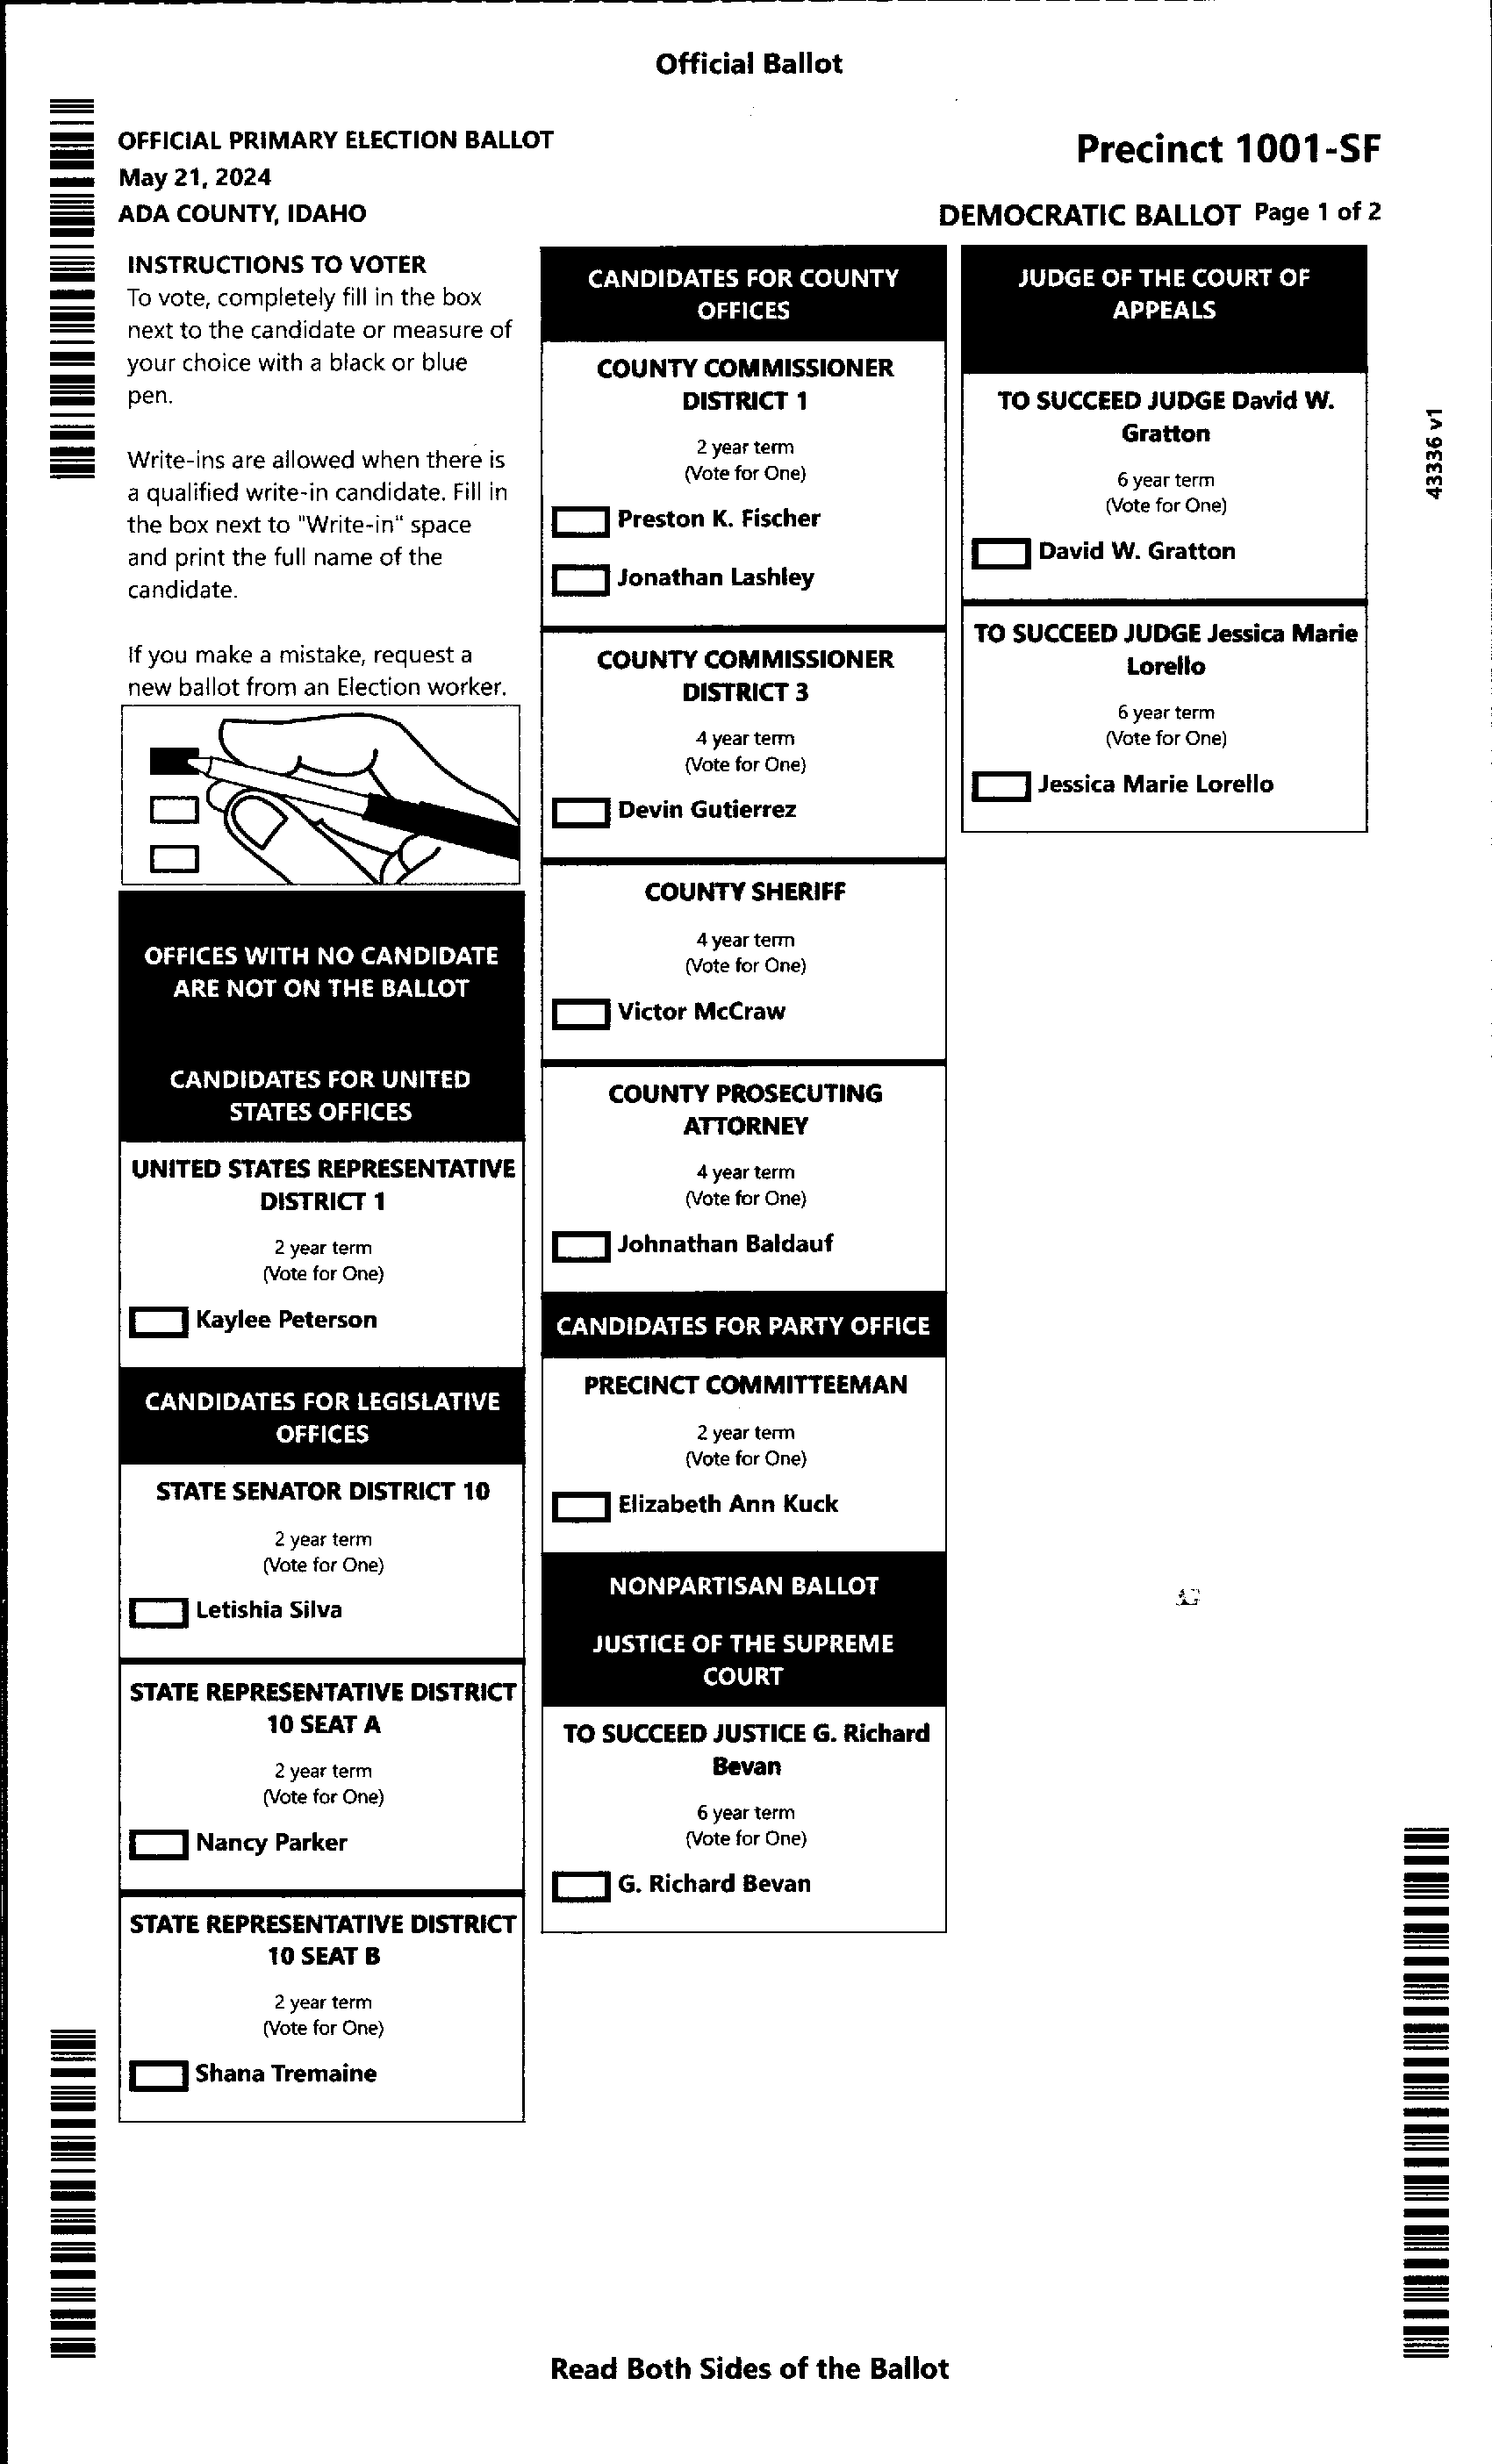 Official Ballot
OFFICIAL PRIMARY ELECTION BALLOT
May 21, 2024
ADA COUNTY, IDAHO
Precinct 1001-SF
DEMOCRATIC BALLOT Page 1 of 2
INSTRUCTIONS TO VOTER
To vote, completely fill in the box
next to the candidate or measure of
your choice with a black or blue
pen.
Write-ins are allowed when there is
a qualified write-in candidate. Fill in
the box next to "Write-in" space
and print the full name of the
candidate.
If you make a mistake, request a
new ballot from an Election worker.
OFFICES WITH NO CANDIDATE
ARE NOT ON THE BALLOT
CANDIDATES FOR UNITED
STATES OFFICES
UNITED STATES REPRESENTATIVE
DISTRICT 1
2 year term
(Vote for One)
Kaylee Peterson
CANDIDATES FOR LEGISLATIVE
OFFICES
STATE SENATOR DISTRICT 10
2 year term
(Vote for One)
Letishia Silva
STATE REPRESENTATIVE DISTRICT
10 SEAT A
2 year term
(Vote for One)
Nancy Parker
STATE REPRESENTATIVE DISTRICT
10 SEAT B
2 year term
(Vote for One)
Shana Tremaine
CANDIDATES FOR COUNTY
OFFICES
COUNTY COMMISSIONER
DISTRICT 1
2 year term
(Vote for One)
Preston K. Fischer
Jonathan Lashley
COUNTY COMMISSIONER
DISTRICT 3
4 year term
(Vote for One)
Devin Gutierrez
COUNTY SHERIFF
4 year term
(Vote for One)
Victor McCraw
COUNTY PROSECUTING
ATTORNEY
4 year term
(Vote for One)
Johnathan Baldauf
CANDIDATES FOR PARTY OFFICE
PRECINCT COMMITTEEMAN
2 year term
(Vote for One)
Elizabeth Ann Kuck
NONPARTISAN BALLOT
JUSTICE OF THE SUPREME
COURT
TO SUCCEED JUSTICE G. Richard
Bevan
6 year term
(Vote for One)
G. Richard Bevan
JUDGE OF THE COURT OF
APPEALS
TO SUCCEED JUDGE David W.
Gratton
6 year term
(Vote for One)
David W. Gratton
TO SUCCEED JUDGE Jessica Marie
Lorello
6 year term
(Vote for One)
Jessica Marie Lorello
43336 v1
Read Both Sides of the Ballot